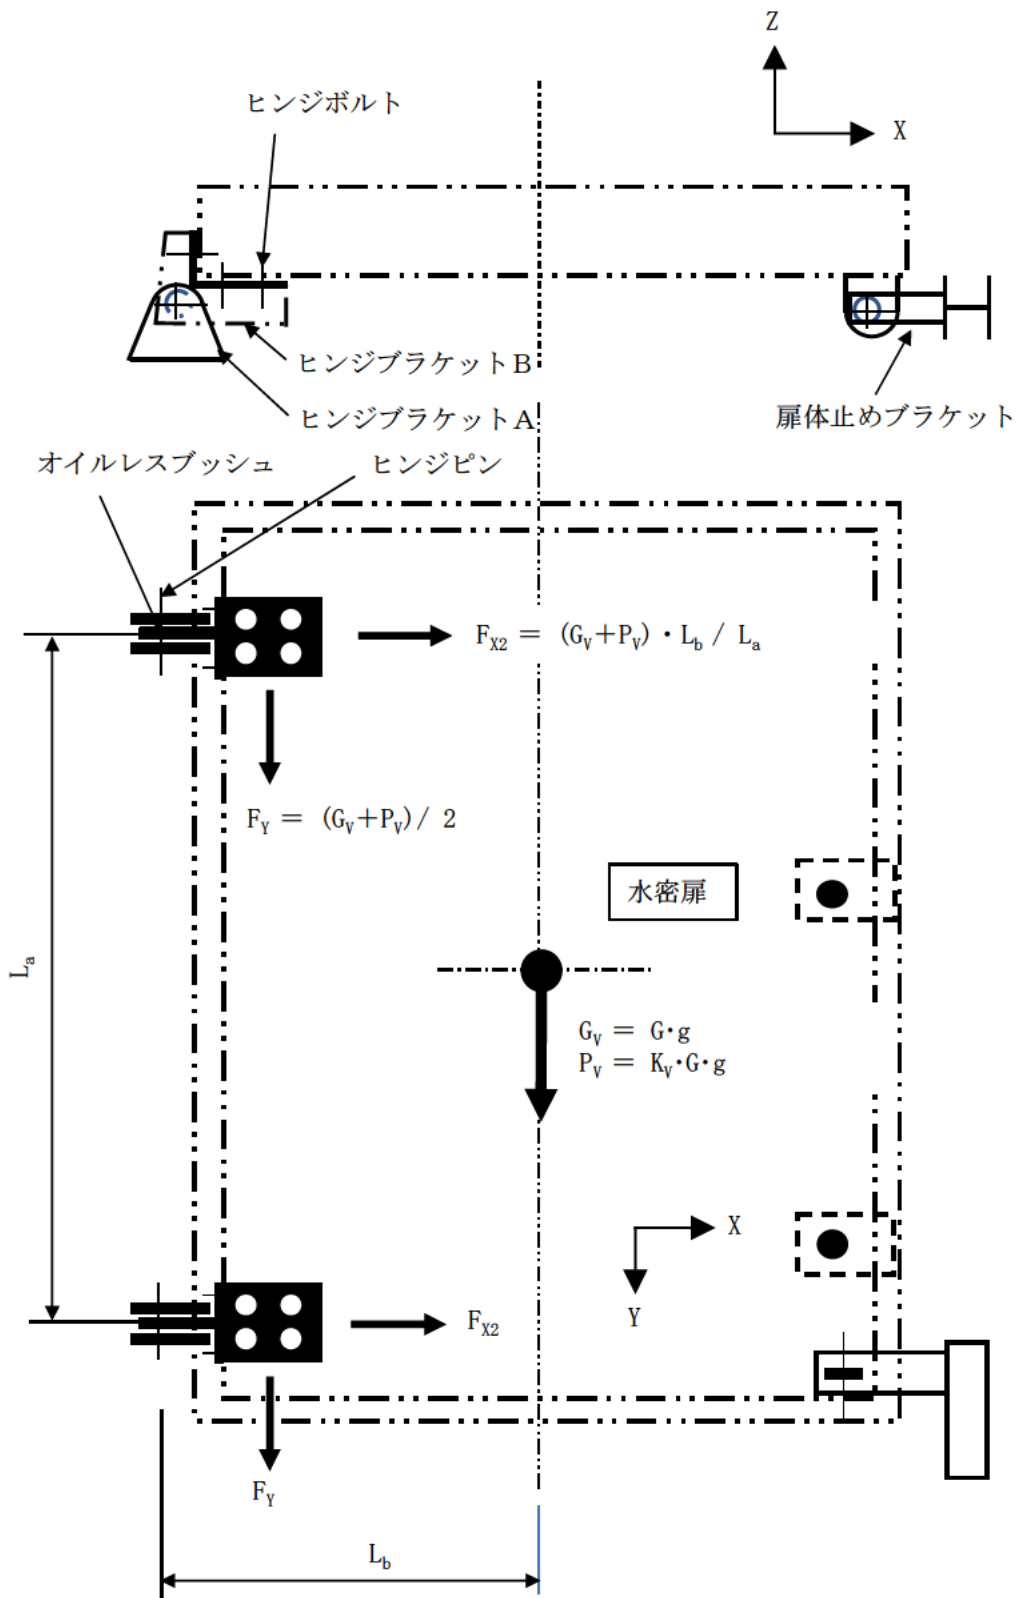 Z
ヒンジボルト
X
ヒンジブラケットB
ヒンジブラケットA
扉体止めブラケット
オイルレスブッシュ
ヒンジピン
F_X2 = (G_V+P_V)・L_b / L_a
F_Y = (G_V+P_V)/ 2
水密扉
L_a
G_V = G・g
P_V = K_V・G・g
X
Y
F_X2
F_Y
L_b